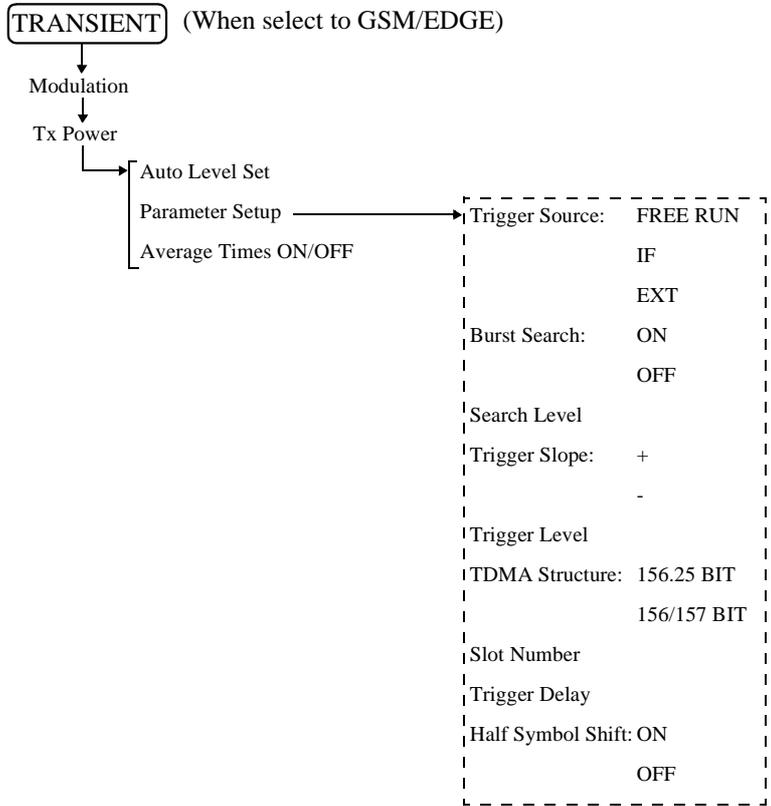 TRANSIENT (When select to GSM/EDGE)
Modulation
Tx Power
Auto Level Set
Parameter Setup
Average Times ON/OFF
Trigger Source: FREE RUN
IF
EXT
Burst Search: ON
OFF
Search Level
Trigger Slope: +
-
Trigger Level
TDMA Structure: 156.25 BIT
156/157 BIT
Slot Number
Trigger Delay
Half Symbol Shift: ON
OFF